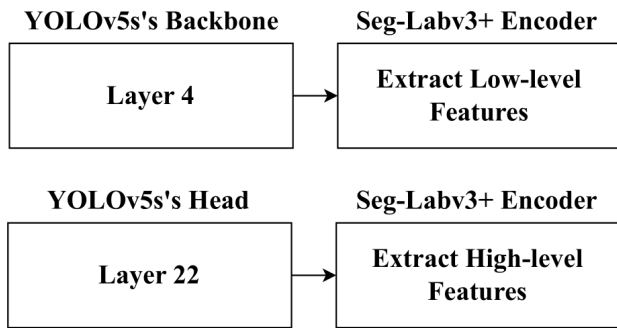 YOLOv5s's Backbone
Seg-Labv3+ Encoder
Layer 4
Extract Low-level
Features
YOLOv5s's Head
Seg-Labv3+ Encoder
Layer 22
Extract High-level
Features